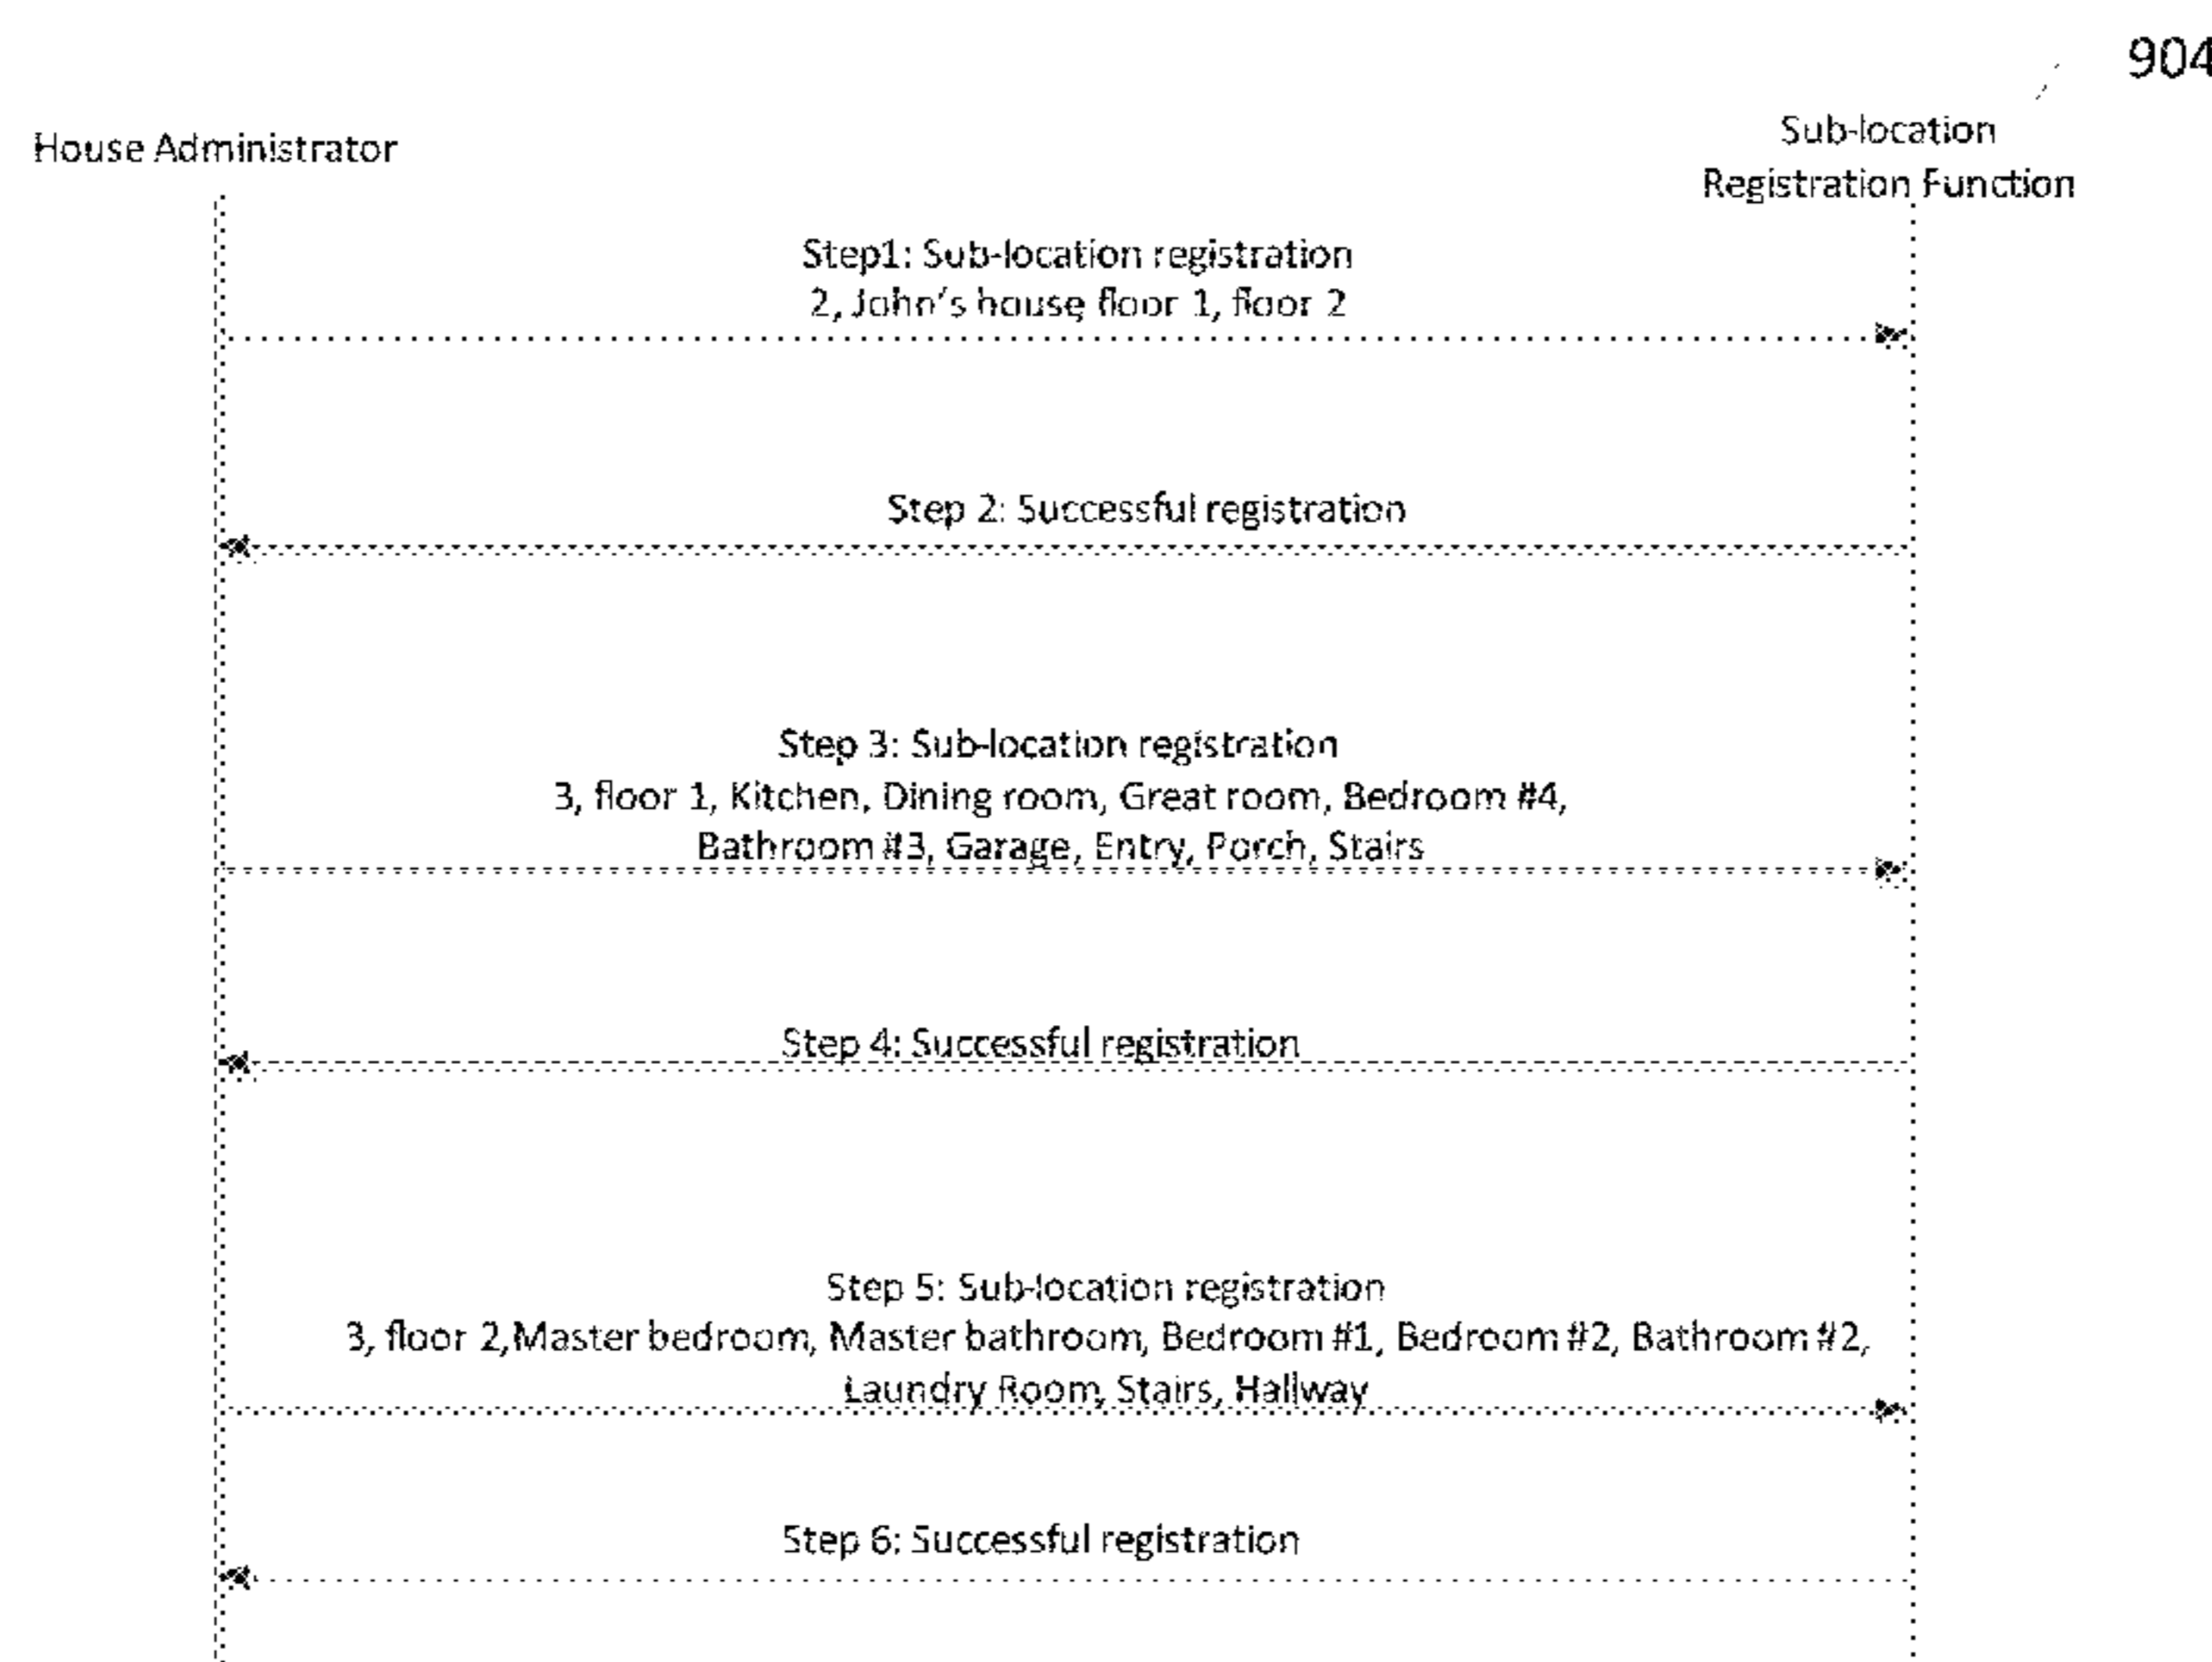 904
House Administrator
Sub-location
Registration Function
Step1: Sub-location registration
2, John's house floor 1, floor 2
Step 2: Successful registration
Step 3: Sub-location registration
3, floor 1, Kitchen, Dining room, Great room, Bedroom #4,
Bathroom #3, Garage, Entry, Porch, Stairs
Step 4: Successful registration
Step 5: Sub-location registration
3, floor 2,Master bedroom, Master bathroom, Bedroom #1, Bedroom #2, Bathroom #2,
Laundry Room, Stairs, Hallway
Step 6: Successful registration